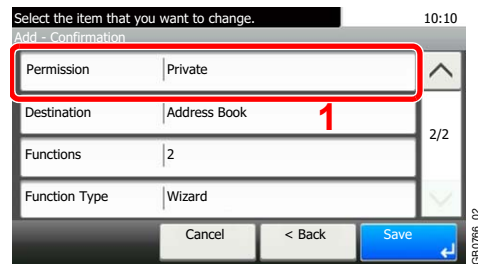 Select the item that you want to change. 10:10
Add - Confirmation
Permission Private
Destination Address Book 1
2/2
Functions 2
Function Type Wizard
Cancel < Back Save
GB0766_02